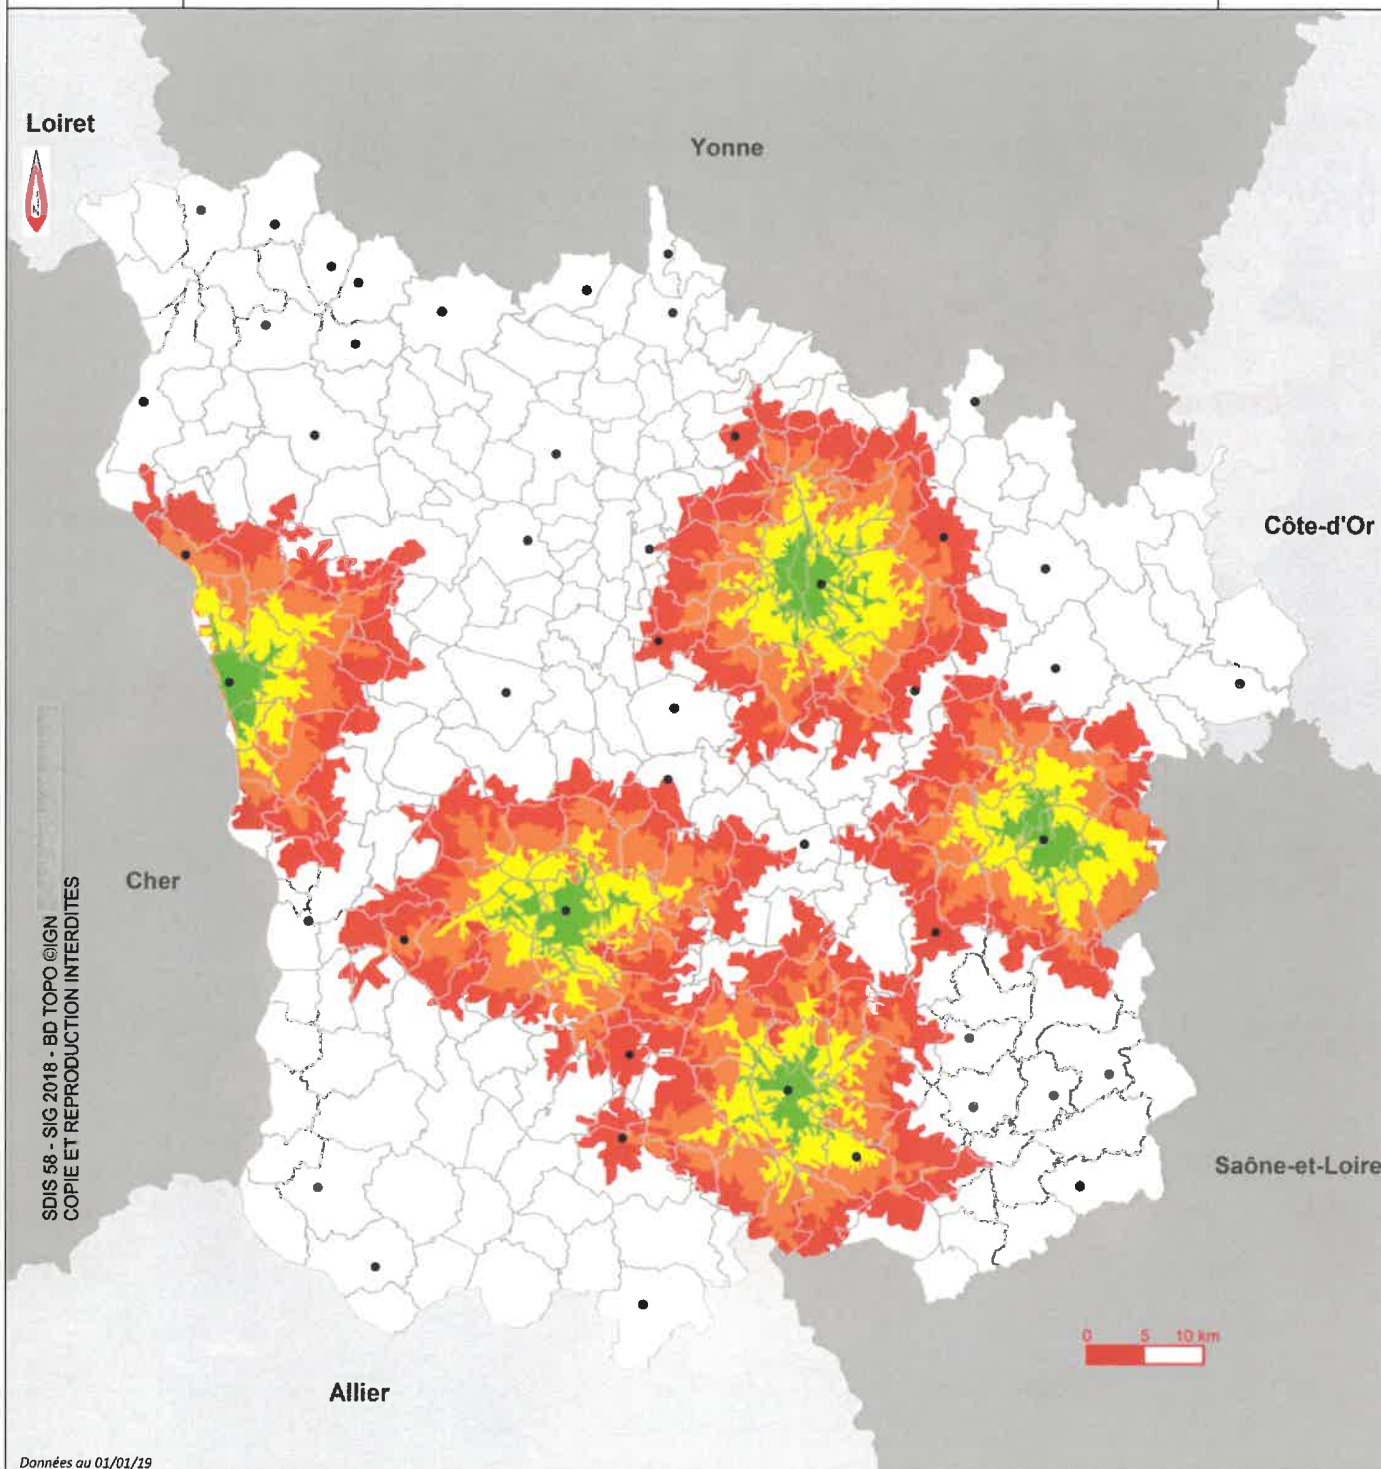 Loiret
Yonne
N
Côte-d'Or
Cher
SDIS 58 - SIG 2018 - BD TOPO ©IGN
COPIE ET REPRODUCTION INTERDITES
Saône-et-Loire
0 5 10 km
Allier
Données au 01/01/19